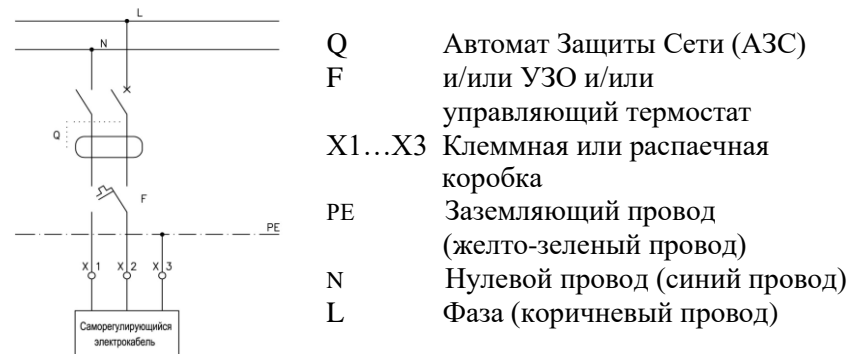 L
N
Q
F
PE
X 1 X 2 X 3
Саморегулирующийся
электрокабель
Q Автомат Защиты Сети (АЗС)
F и/или УЗО и/или
управляющий термостат
X1…X3 Клеммная или распаечная
коробка
PE Заземляющий провод
(желто-зеленый провод)
N Нулевой провод (синий провод)
L Фаза (коричневый провод)